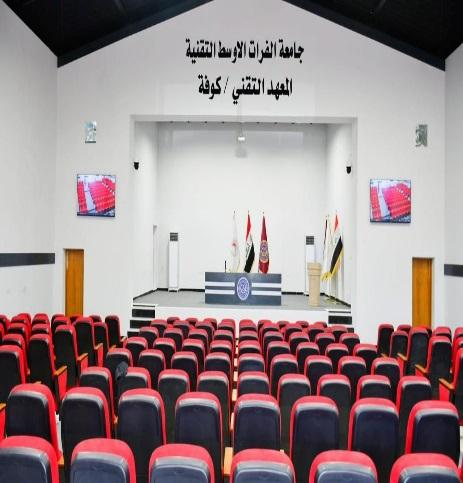 جامعة الفرات الاوسط التقنية
المعهد التقني / كوفة